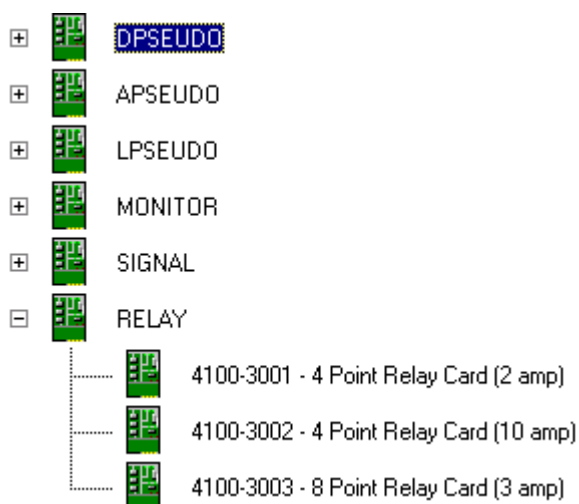 DPSEUDO
APSEUDO
LPSEUDO
MONITOR
SIGNAL
RELAY
4100-3001 - 4 Point Relay Card (2 amp)
4100-3002 - 4 Point Relay Card (10 amp)
4100-3003 - 8 Point Relay Card (3 amp)